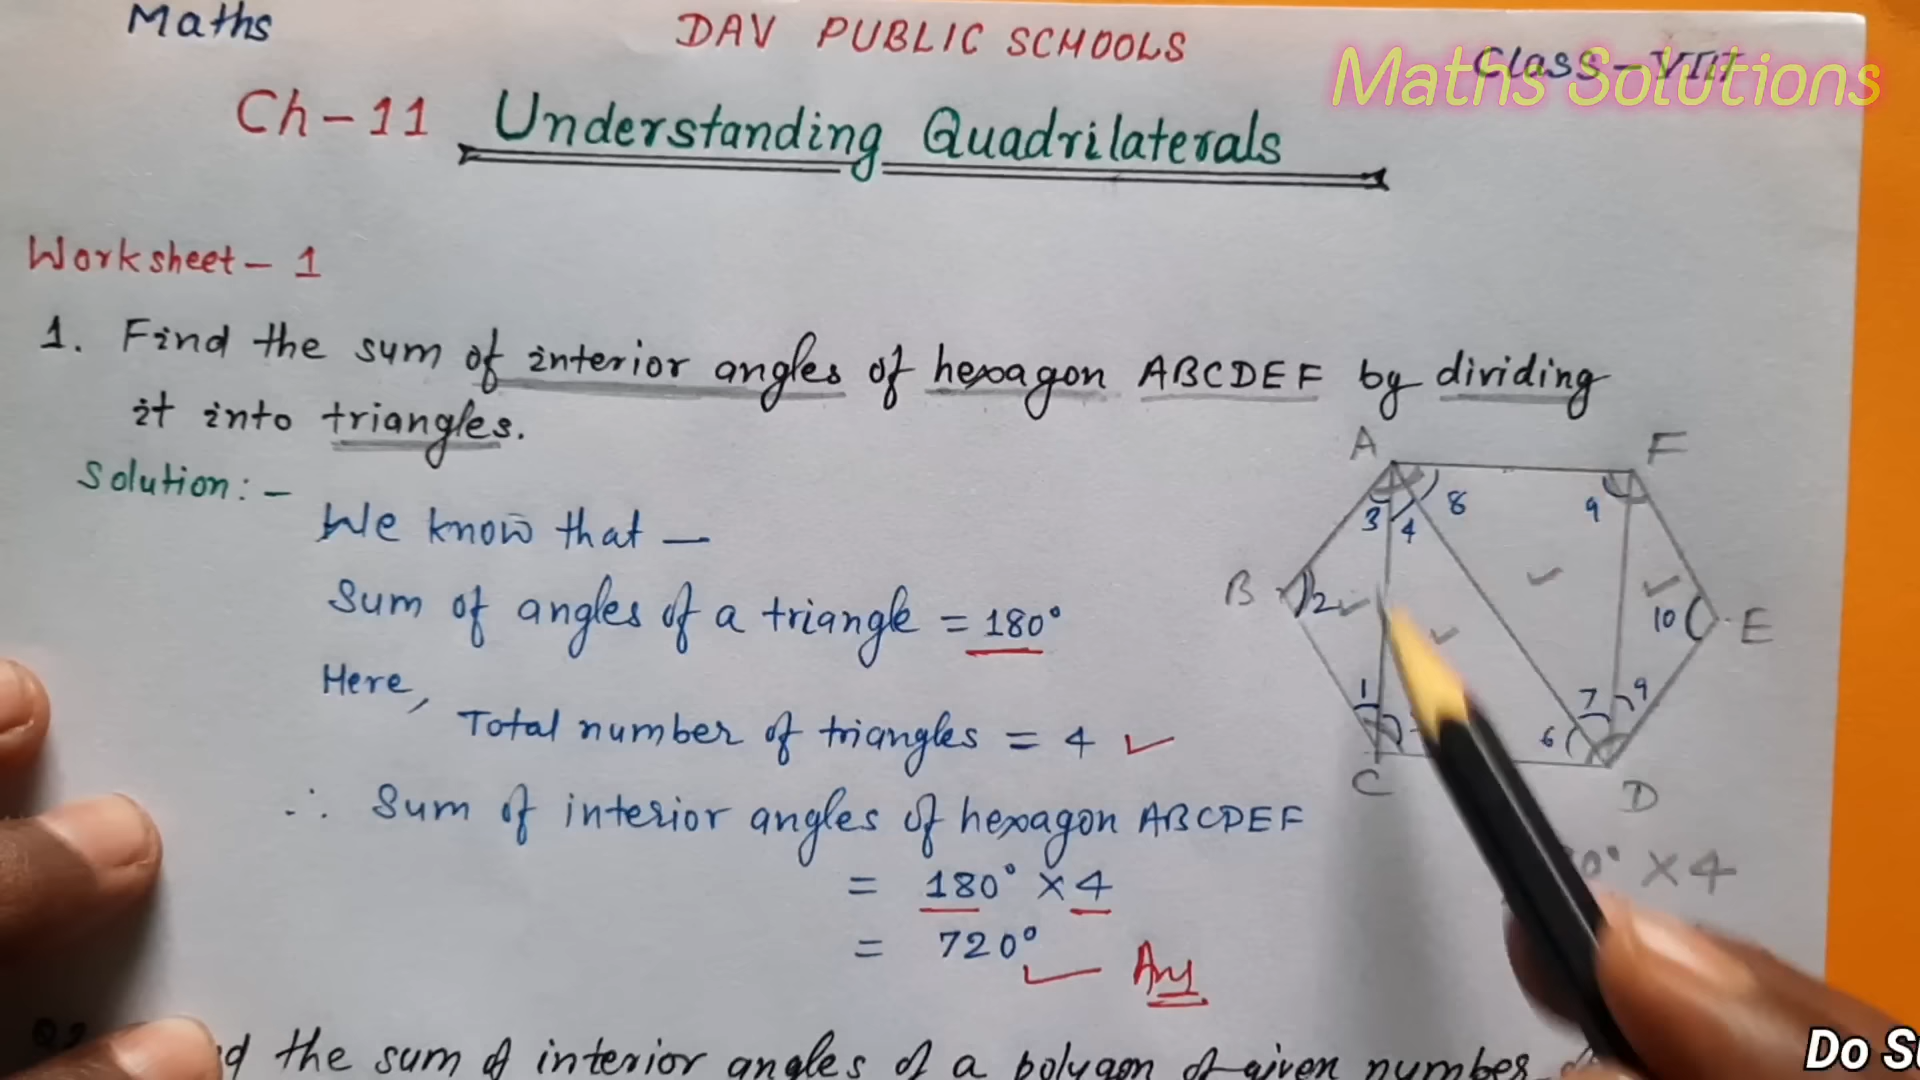 Maths
DAV PUBLIC SCHOOLS
Class - VIII
Maths Solutions
Ch-11 Understanding Quadrilaterals
Worksheet - 1
1. Find the sum of interior angles of hexagon ABCDEF by dividing
it into triangles.
Solution:-
We know that —
Sum of angles of a triangle = 180°
Here,
Total number of triangles = 4 ✓
∴ Sum of interior angles of hexagon ABCDEF
= 180° × 4
= 720° ✓ Ans
A F
3 4 8 9
B 2 ✓ ✓ ✓ ✓ 10 E
1 6 7 9
C D
0° × 4
the sum of interior angles of a polygon of given number
Do S